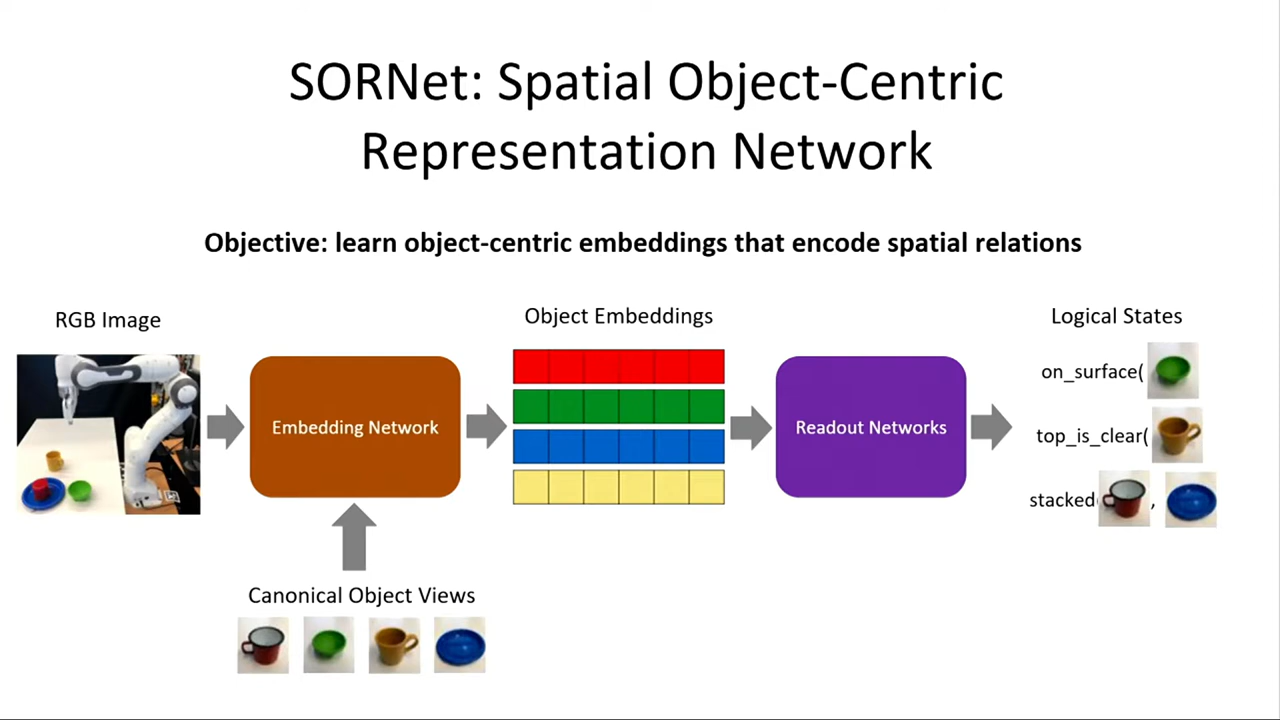 SORNet: Spatial Object-Centric
Representation Network
Objective: learn object-centric embeddings that encode spatial relations
RGB Image
Object Embeddings
Logical States
Embedding Network
Readout Networks
on_surface(
top_is_clear(
stacked( ,
Canonical Object Views